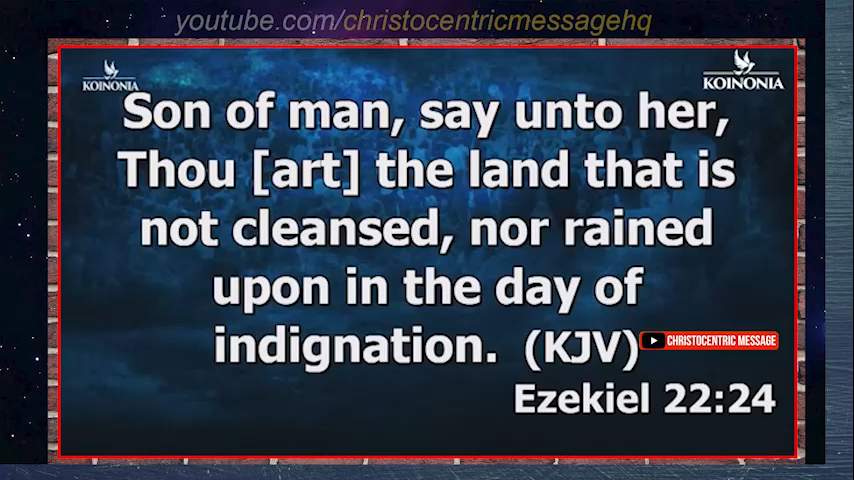 youtube.com/christocentricmessagehq
KOINONIA
KOINONIA
Son of man, say unto her,
Thou [art] the land that is
not cleansed, nor rained
upon in the day of
indignation. (KJV)
CHRISTOCENTRIC MESSAGE
Ezekiel 22:24